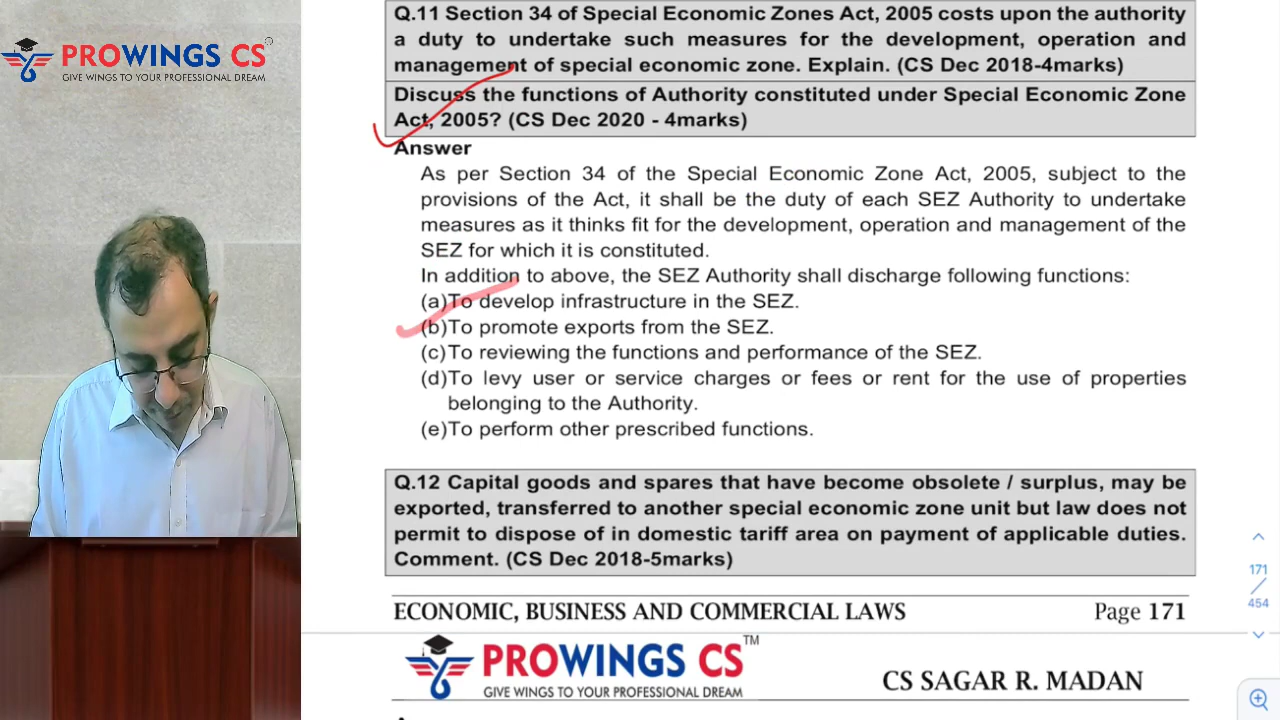 PROWINGS CS
GIVE WINGS TO YOUR PROFESSIONAL DREAM
Q.11 Section 34 of Special Economic Zones Act, 2005 costs upon the authority
a duty to undertake such measures for the development, operation and
management of special economic zone. Explain. (CS Dec 2018-4marks)
Discuss the functions of Authority constituted under Special Economic Zone
Act, 2005? (CS Dec 2020 - 4marks)
Answer
As per Section 34 of the Special Economic Zone Act, 2005, subject to the
provisions of the Act, it shall be the duty of each SEZ Authority to undertake
measures as it thinks fit for the development, operation and management of the
SEZ for which it is constituted.
In addition to above, the SEZ Authority shall discharge following functions:
(a)To develop infrastructure in the SEZ.
(b)To promote exports from the SEZ.
(c)To reviewing the functions and performance of the SEZ.
(d)To levy user or service charges or fees or rent for the use of properties
belonging to the Authority.
(e)To perform other prescribed functions.
Q.12 Capital goods and spares that have become obsolete / surplus, may be
exported, transferred to another special economic zone unit but law does not
permit to dispose of in domestic tariff area on payment of applicable duties.
Comment. (CS Dec 2018-5marks)
ECONOMIC, BUSINESS AND COMMERCIAL LAWS Page 171
171
/
454
PROWINGS CS TM
GIVE WINGS TO YOUR PROFESSIONAL DREAM
CS SAGAR R. MADAN